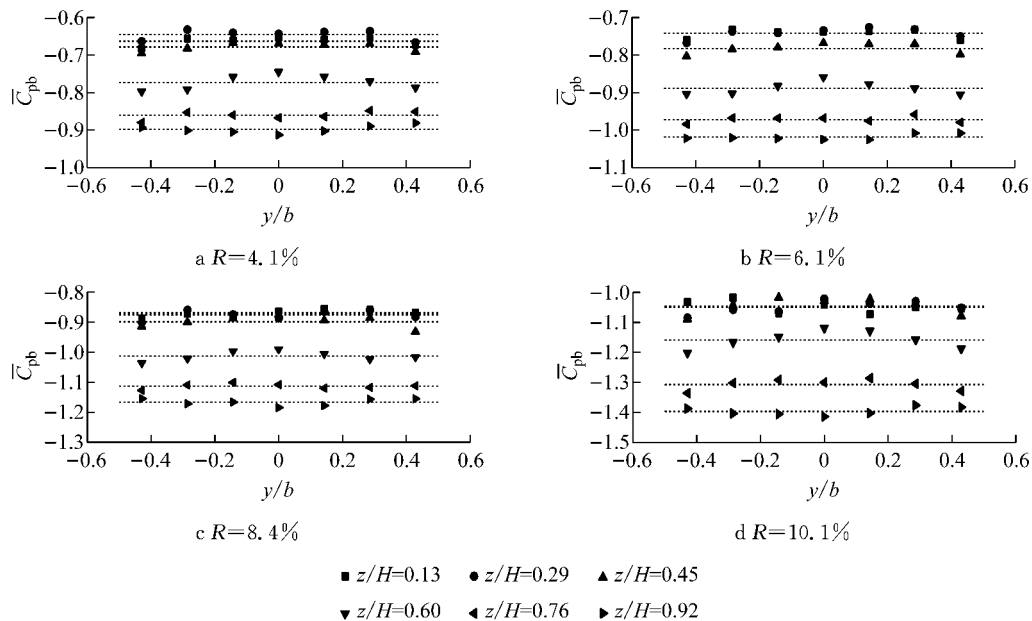 −0.6
−0.7
−0.8
−0.9
−1.0
C̅pb
−0.6 −0.4 −0.2 0 0.2 0.4 0.6
y/b
a R=4.1%
−0.6
−0.7
−0.8
−0.9
−1.0
−1.1
C̅pb
−0.6 −0.4 −0.2 0 0.2 0.4 0.6
y/b
b R=6.1%
−0.8
−0.9
−1.0
−1.1
−1.2
−1.3
C̅pb
−0.6 −0.4 −0.2 0 0.2 0.4 0.6
y/b
c R=8.4%
−1.0
−1.1
−1.2
−1.3
−1.4
−1.5
C̅pb
−0.6 −0.4 −0.2 0 0.2 0.4 0.6
y/b
d R=10.1%
z/H=0.13 z/H=0.29 z/H=0.45
z/H=0.60 z/H=0.76 z/H=0.92